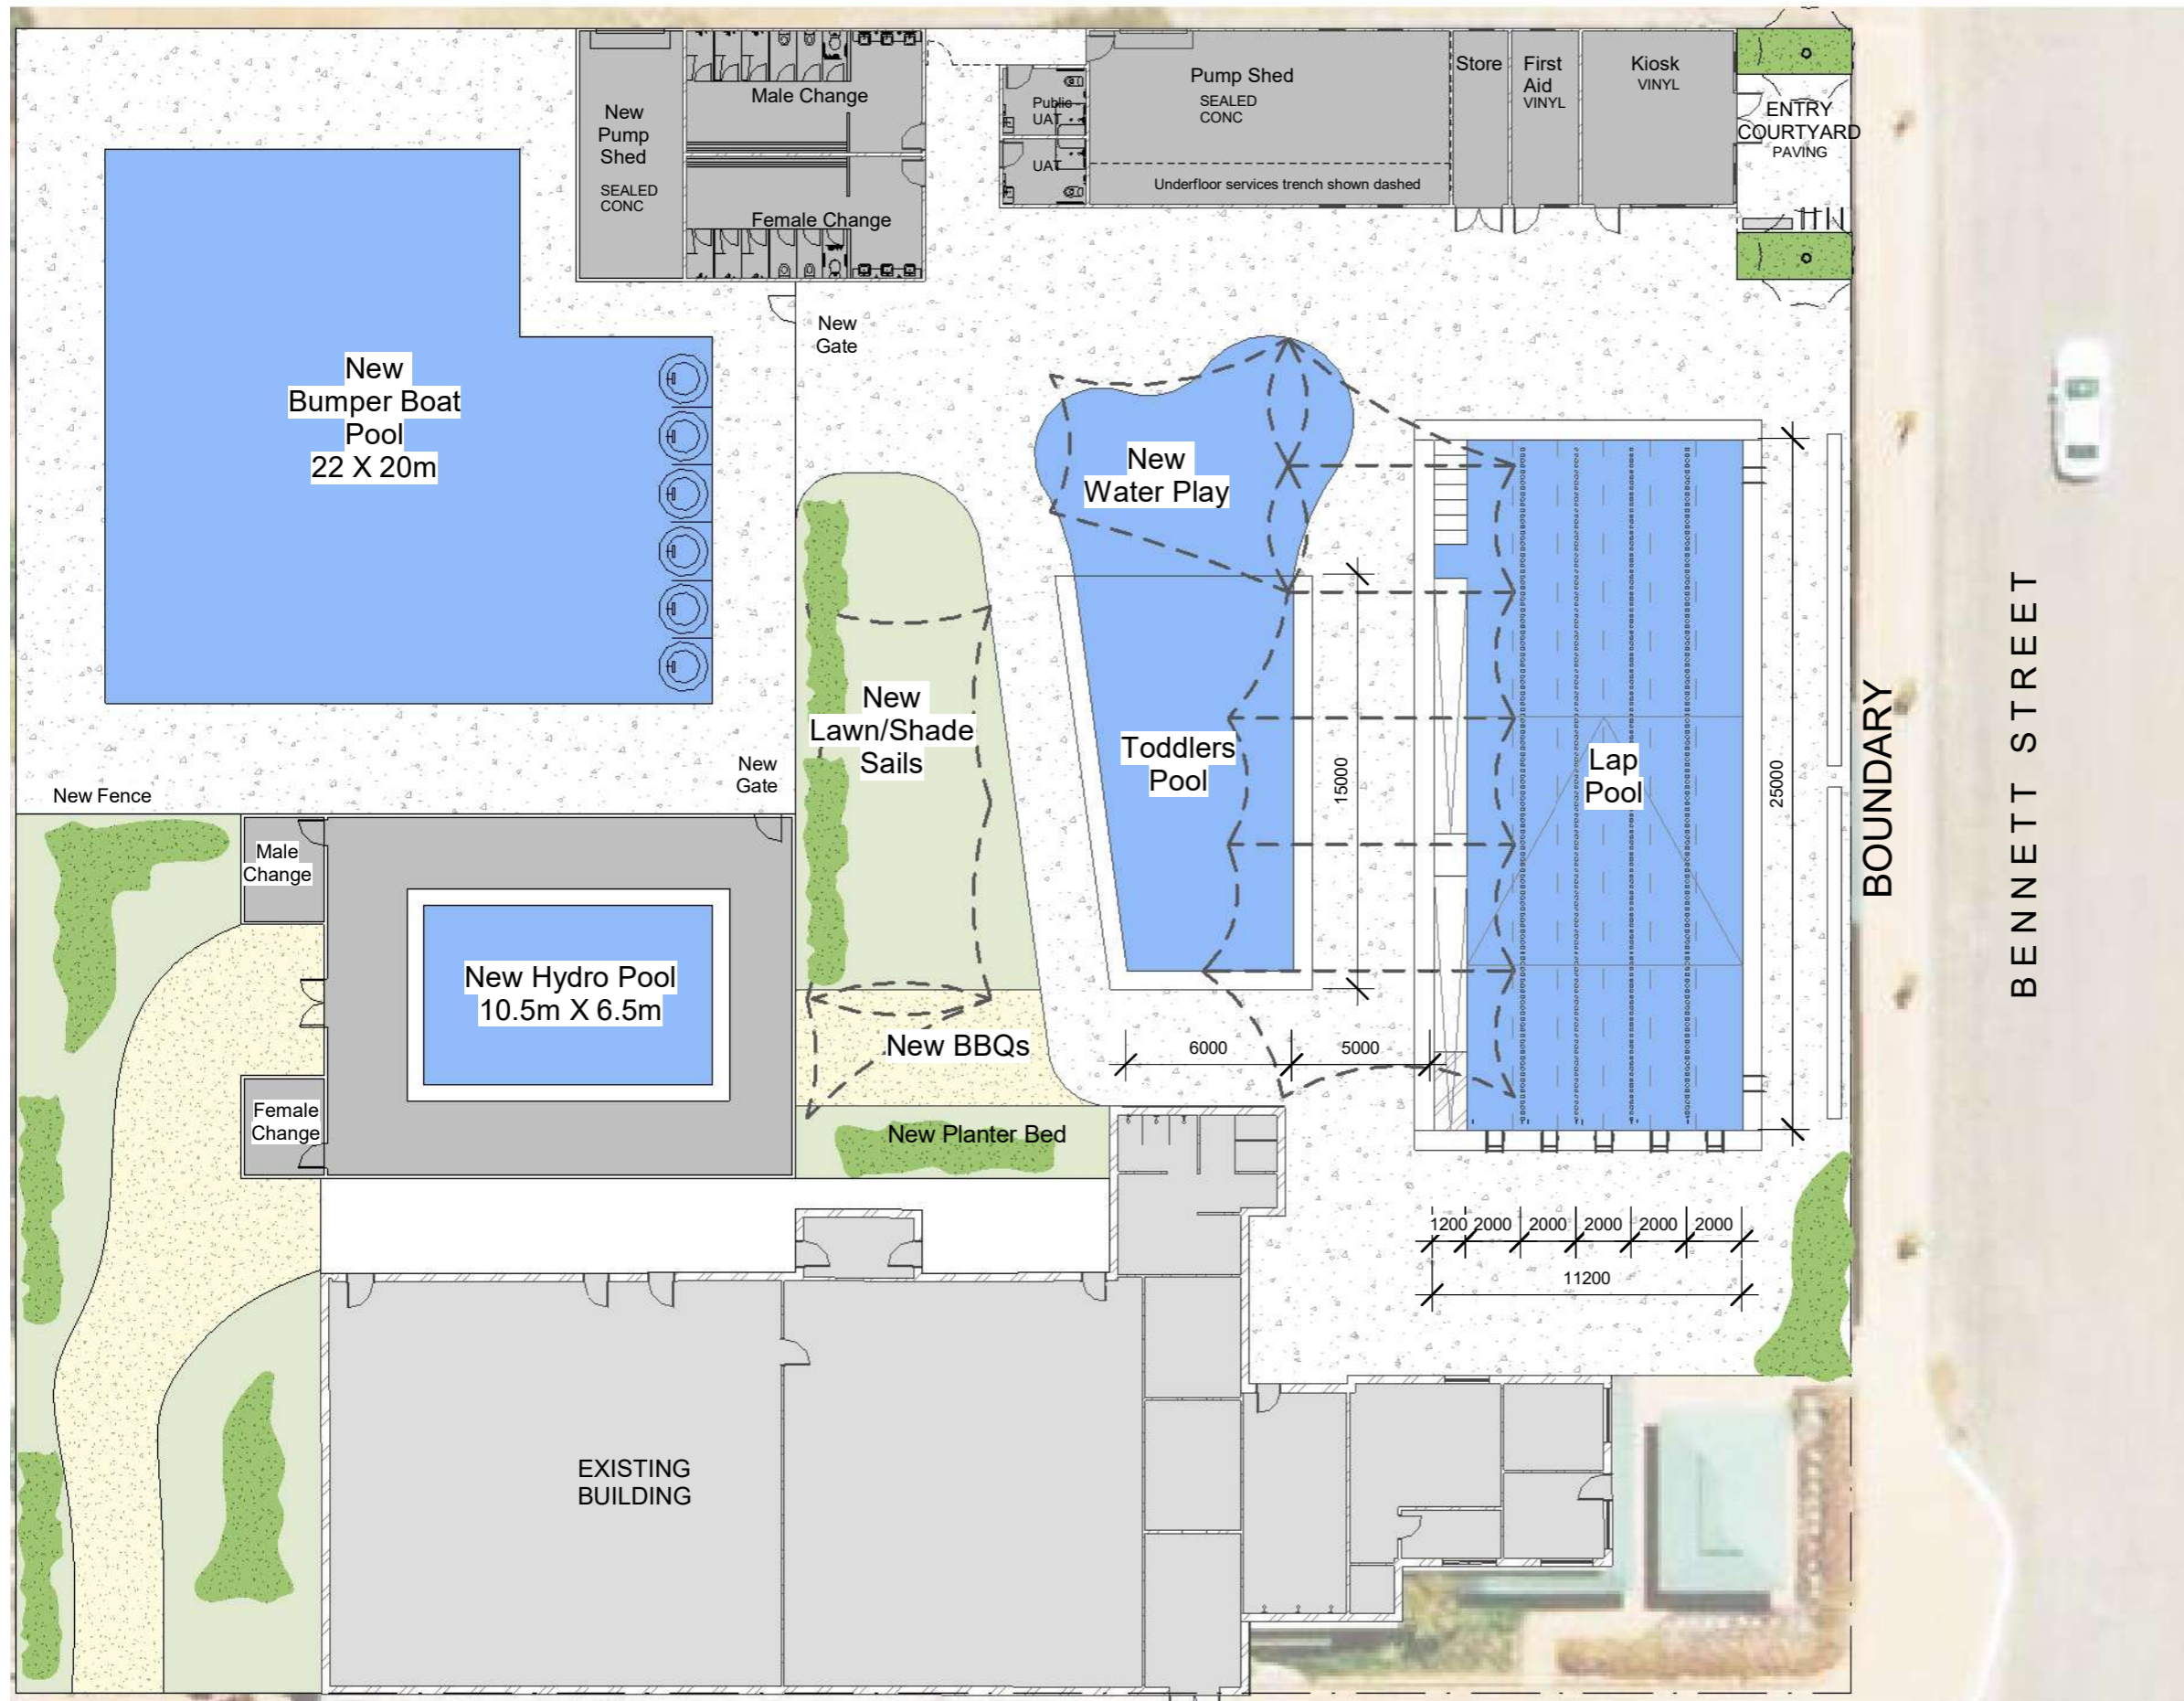 New
Pump
Shed
SEALED
CONC
Male Change
Female Change
Public
UAT
UAT
Pump Shed
SEALED
CONC
Underfloor services trench shown dashed
Store
First
Aid
VINYL
Kiosk
VINYL
ENTRY
COURTYARD
PAVING
New
Gate
New
Bumper Boat
Pool
22 X 20m
New
Water Play
New
Lawn/Shade
Sails
Toddlers
Pool
15000
Lap
Pool
25000
BOUNDARY
BENNETT STREET
New
Gate
New Fence
Male
Change
New Hydro Pool
10.5m X 6.5m
Female
Change
New BBQs
6000
5000
New Planter Bed
1200
2000
2000
2000
2000
2000
11200
EXISTING
BUILDING